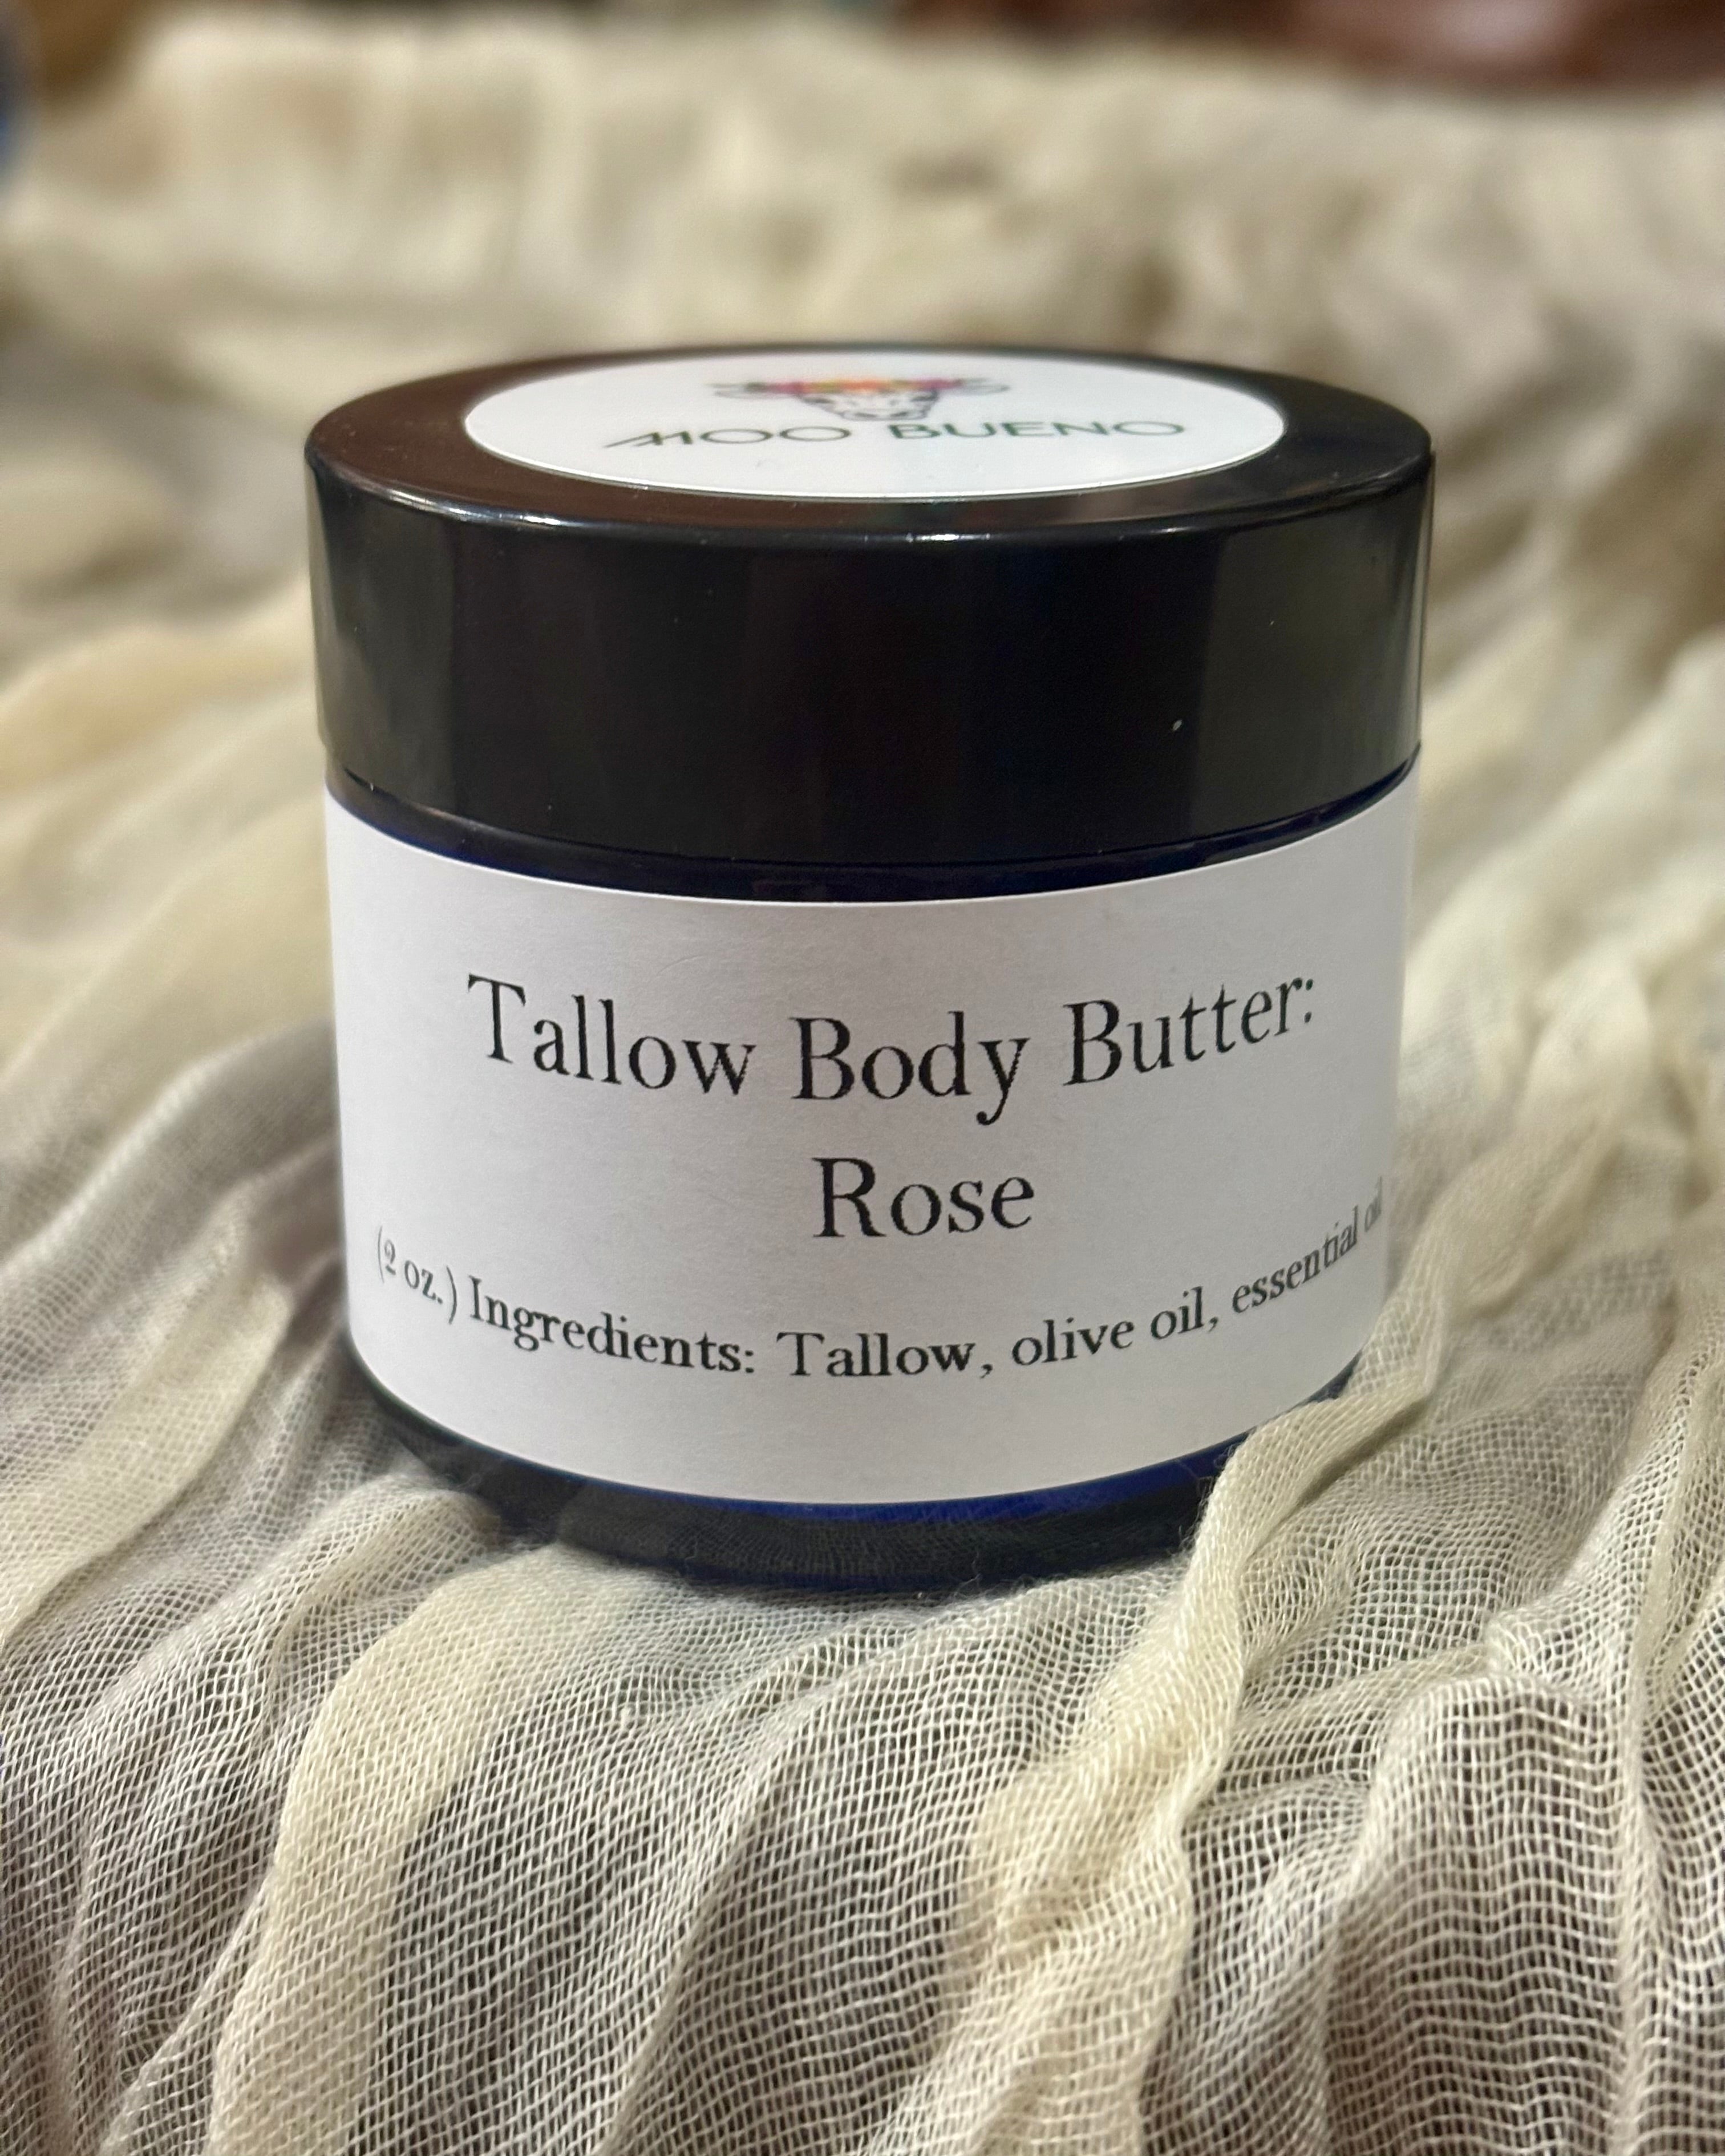 MOO BUENO
Tallow Body Butter:
Rose
(2 oz.) Ingredients: Tallow, olive oil, essential oil